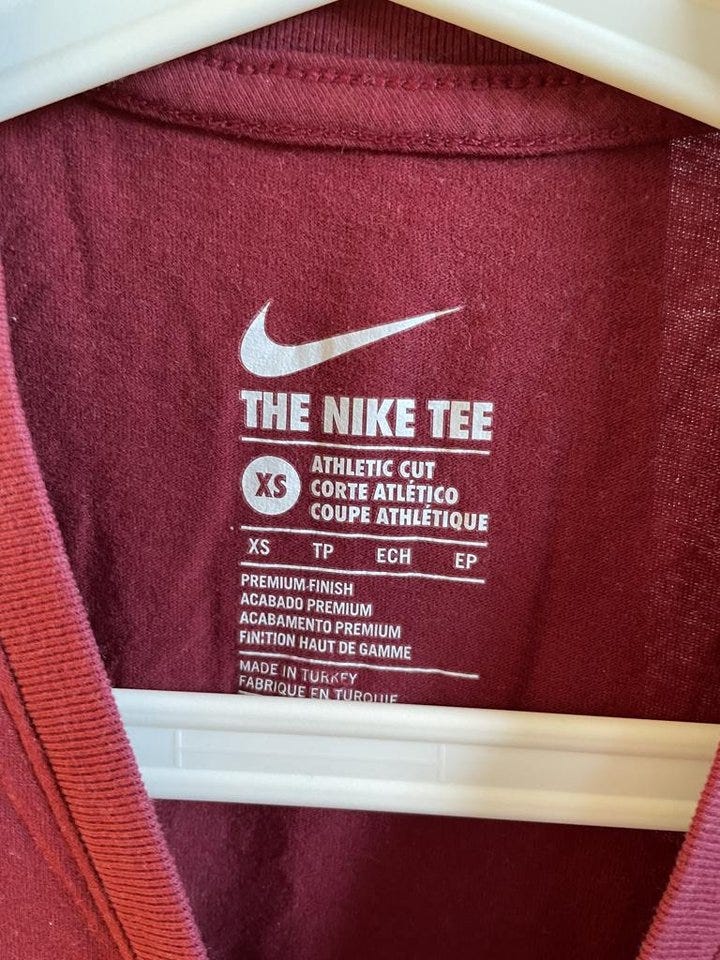 THE NIKE TEE
XS
ATHLETIC CUT
CORTE ATLÉTICO
COUPE ATHLÉTIQUE
XS TP ECH EP
PREMIUM FINISH
ACABADO PREMIUM
ACABAMENTO PREMIUM
FINITION HAUT DE GAMME
MADE IN TURKEY
FABRIQUE EN TURQUIE